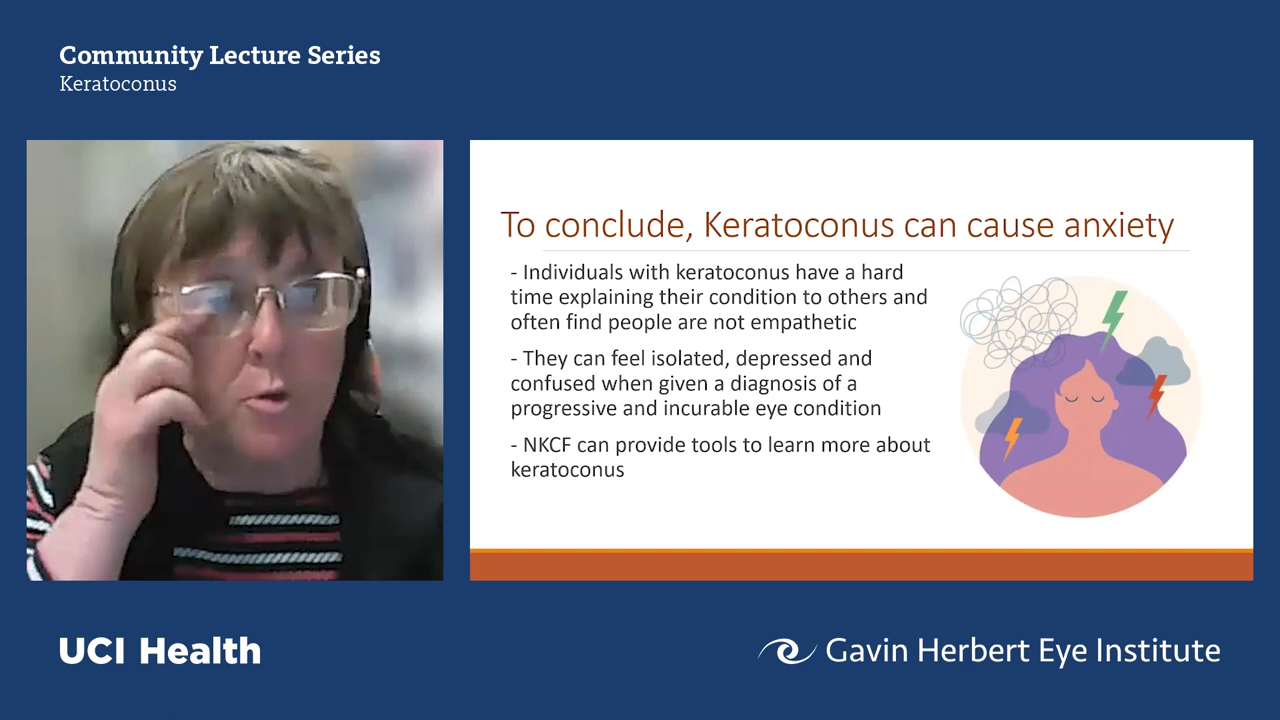 Community Lecture Series
Keratoconus
To conclude, Keratoconus can cause anxiety
- Individuals with keratoconus have a hard
time explaining their condition to others and
often find people are not empathetic
- They can feel isolated, depressed and
confused when given a diagnosis of a
progressive and incurable eye condition
- NKCF can provide tools to learn more about
keratoconus
UCI Health
Gavin Herbert Eye Institute